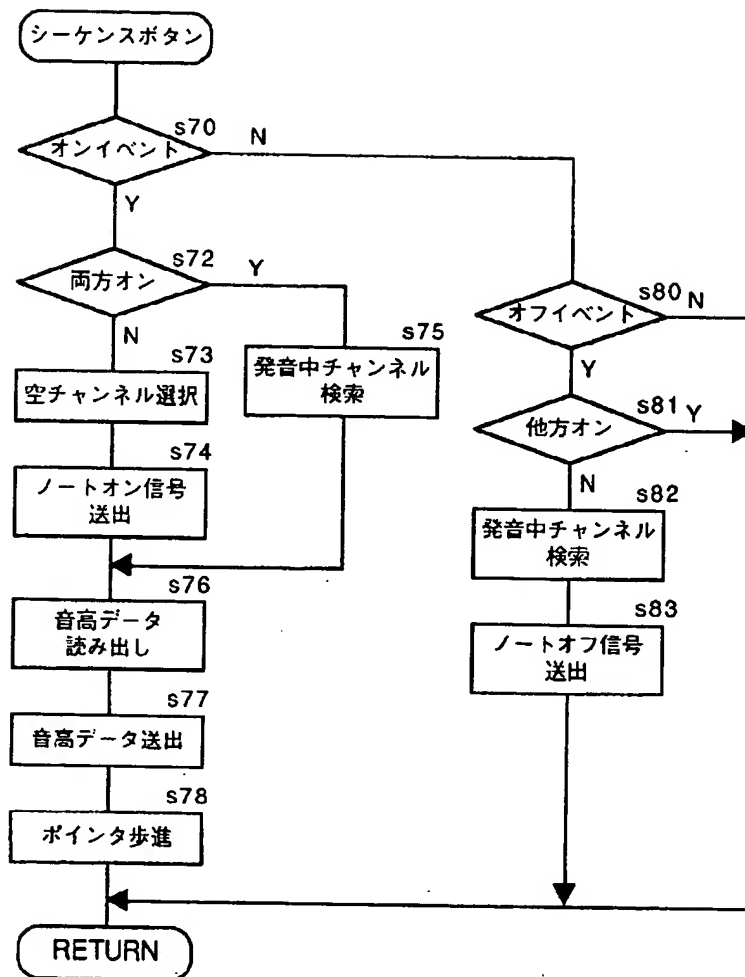 シーケンスボタン
s70
N
オンイベント
Y
s72
Y
両方オン
N
s73
空チャンネル選択
s75
発音中チャンネル
検索
s74
ノートオン信号
送出
s76
音高データ
読み出し
s77
音高データ送出
s78
ポインタ歩進
s80
N
オフイベント
Y
s81
Y
他方オン
N
s82
発音中チャンネル
検索
s83
ノートオフ信号
送出
RETURN